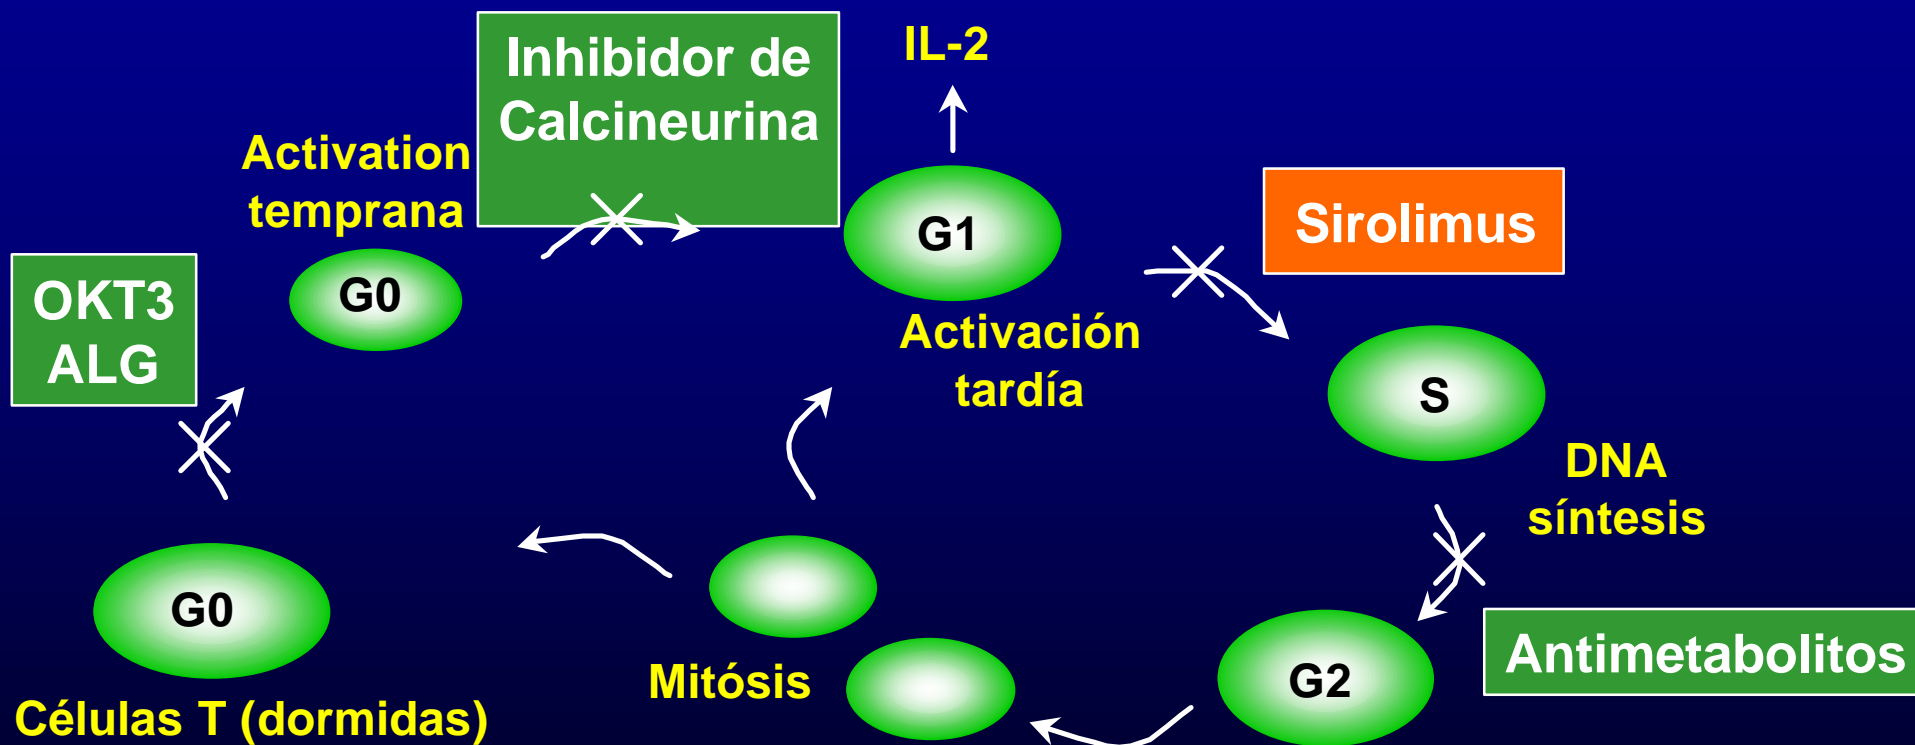 Inhibidor de
Calcineurina
IL-2
Activation
temprana
G1
Sirolimus
OKT3
ALG
G0
Activación
tardía
S
DNA
síntesis
G0
Mitósis
G2
Antimetabolitos
Células T (dormidas)